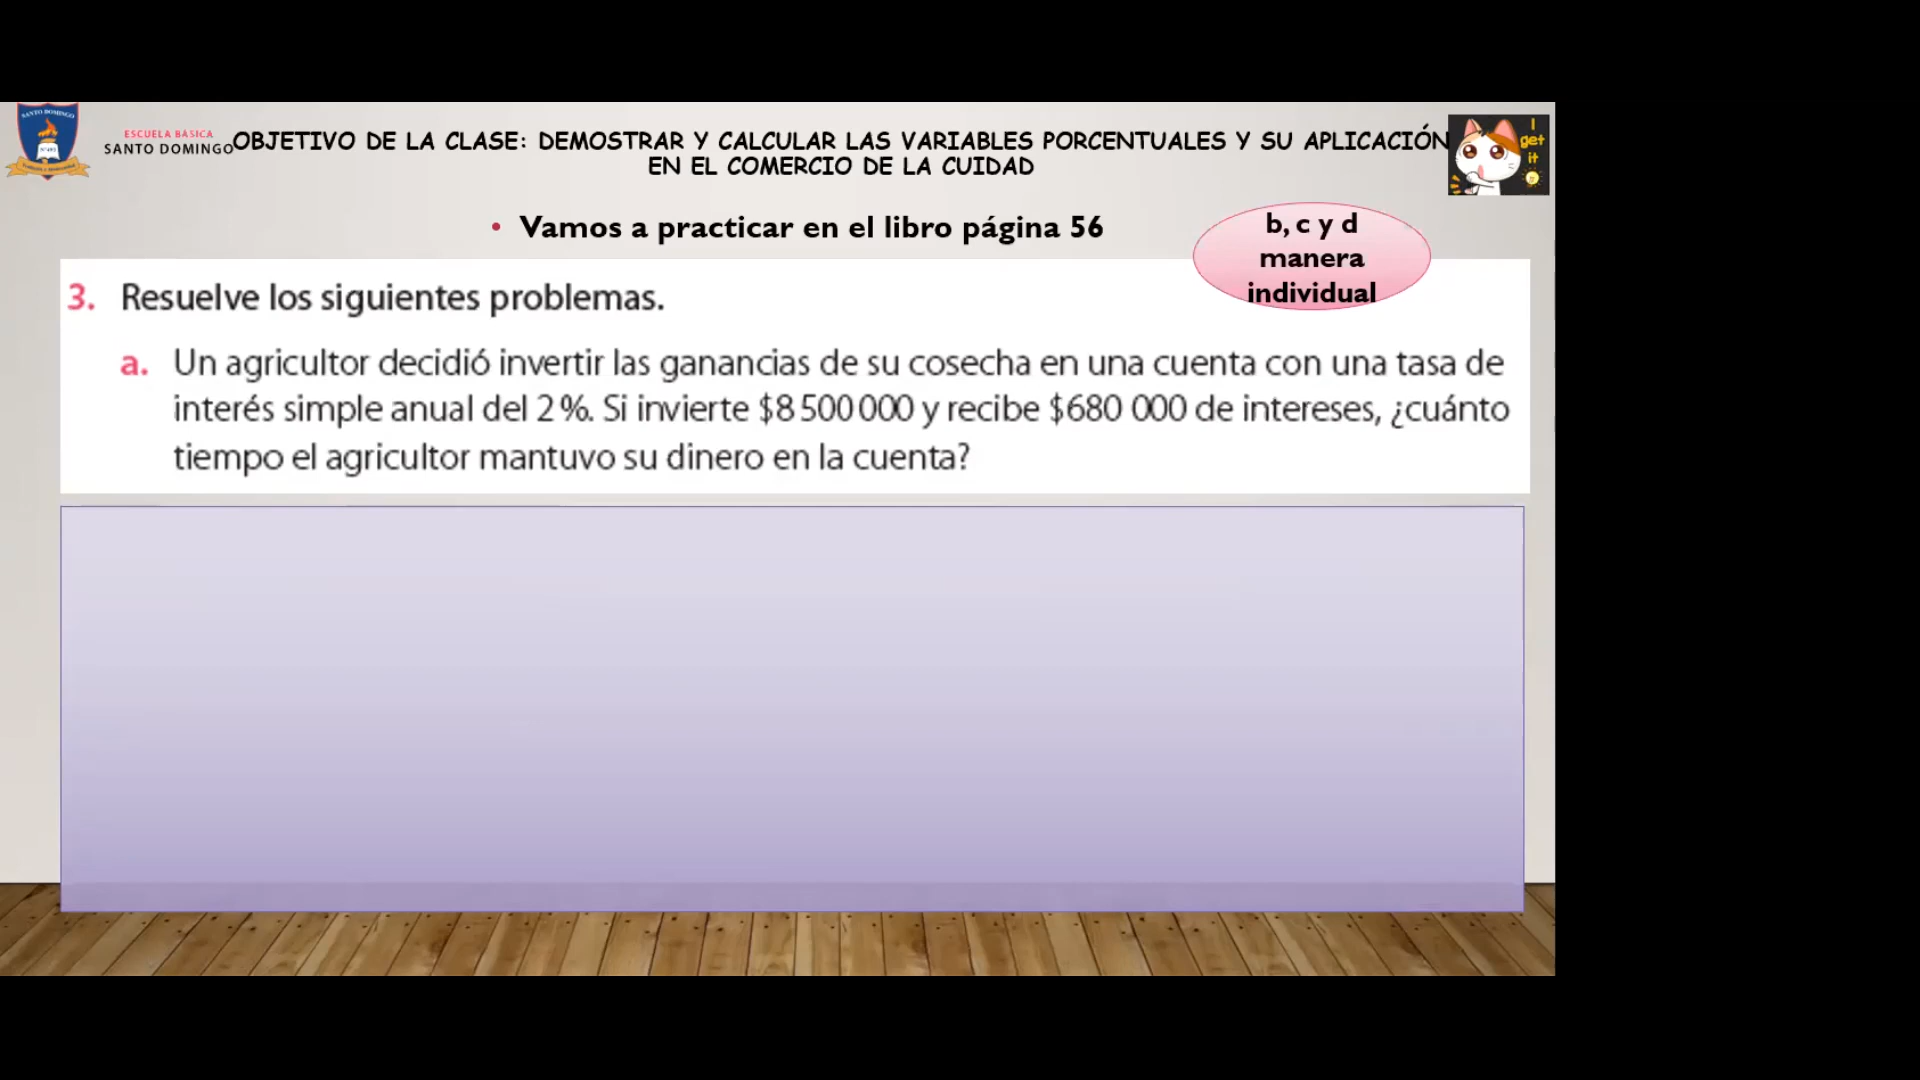 SANTO DOMINGO
ESCUELA BÁSICA
SANTO DOMINGO
OBJETIVO DE LA CLASE: DEMOSTRAR Y CALCULAR LAS VARIABLES PORCENTUALES Y SU APLICACIÓN
EN EL COMERCIO DE LA CUIDAD
I
get
it
• Vamos a practicar en el libro página 56
b, c y d
manera
individual
3. Resuelve los siguientes problemas.
a. Un agricultor decidió invertir las ganancias de su cosecha en una cuenta con una tasa de
interés simple anual del 2 %. Si invierte $8 500 000 y recibe $680 000 de intereses, ¿cuánto
tiempo el agricultor mantuvo su dinero en la cuenta?